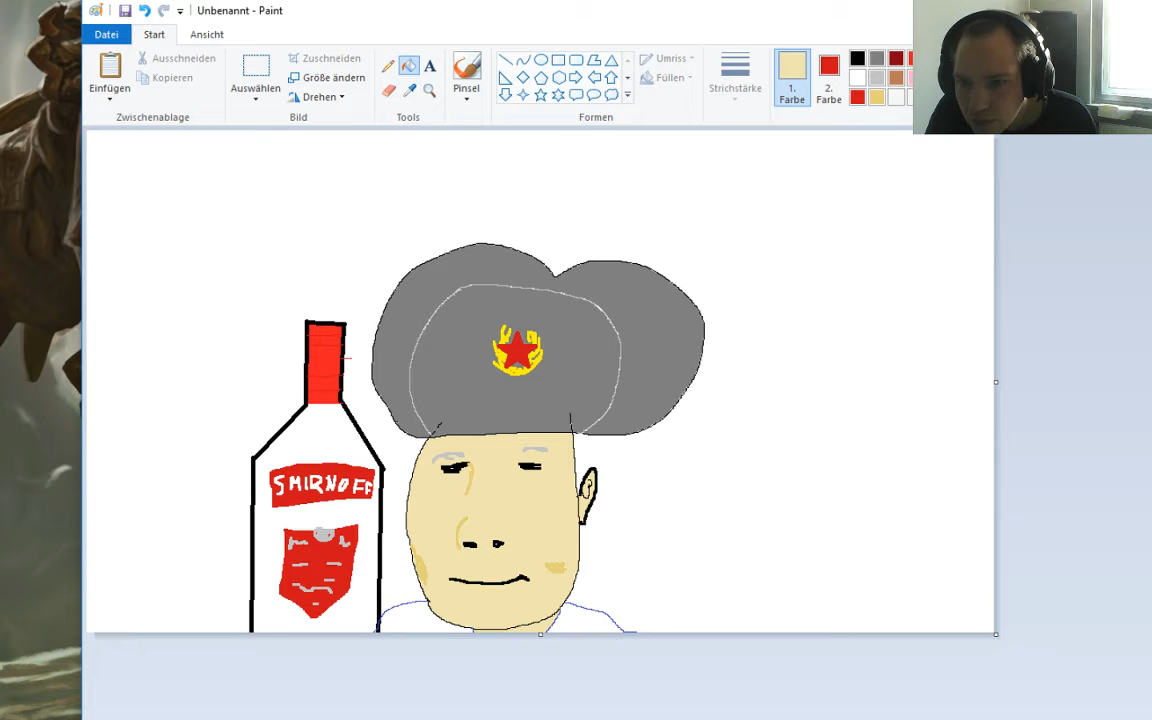 Unbenannt - Paint
Datei Start Ansicht
Einfügen
Ausschneiden
Kopieren
Zwischenablage
Auswählen
Zuschneiden
Größe ändern
Drehen
Bild
A
Tools
Pinsel
Formen
Umriss
Füllen
Strichstärke
1. Farbe
2. Farbe
SMIRNOFF